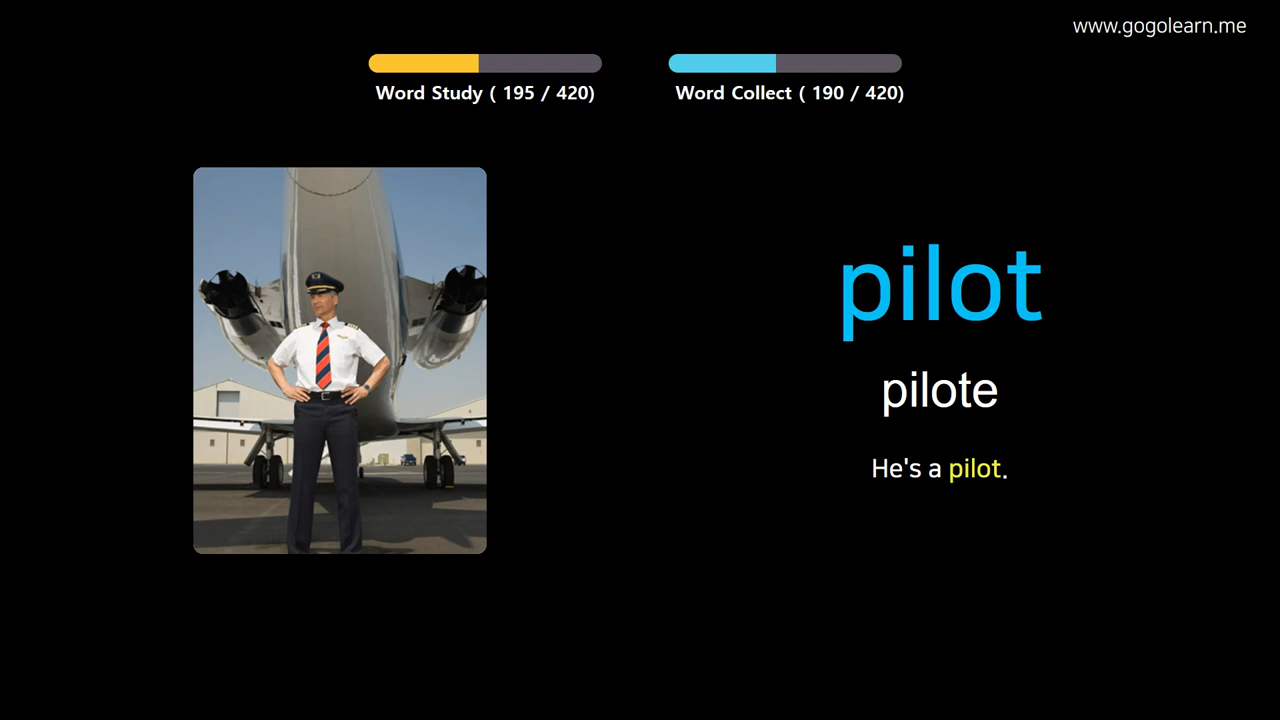 www.gogolearn.me
Word Study ( 195 / 420)
Word Collect ( 190 / 420)
pilot
pilote
He's a pilot.